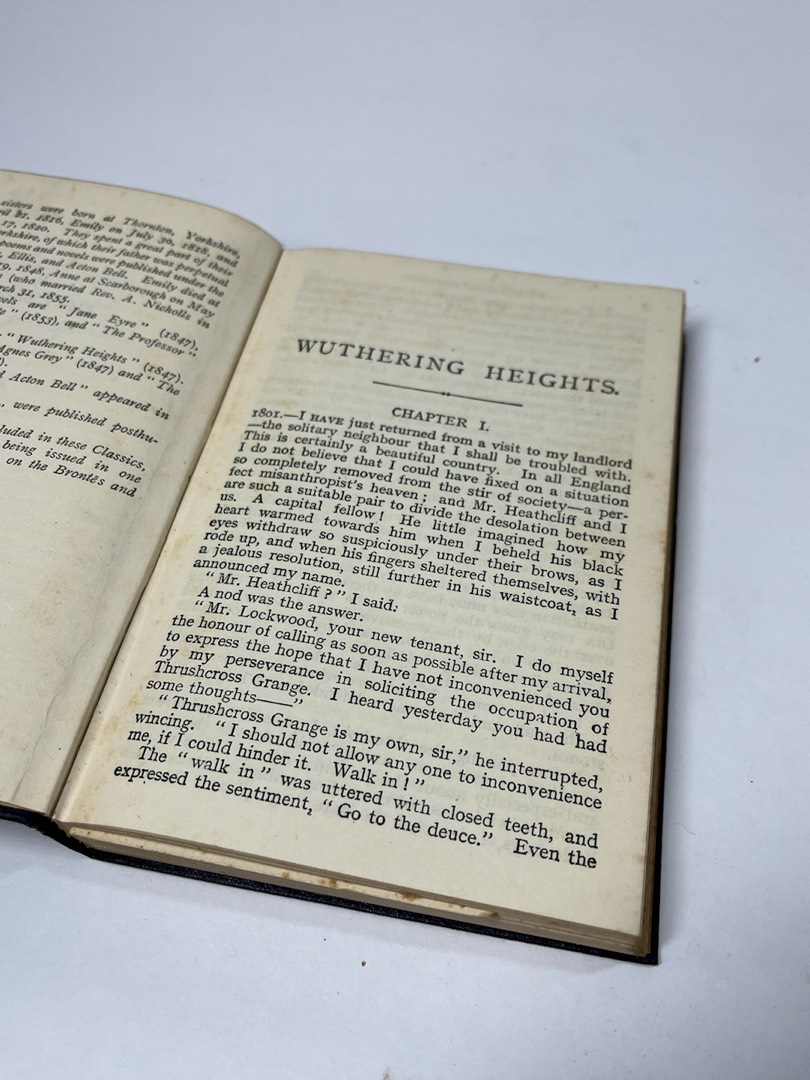 sisters were born at Thornton, Yorkshire,
21, 1816, Emily on July 30, 1818, and
17, 1820. They spent a great part of their
orkshire, of which their father was perpetual
poems and novels were published under the
, Ellis, and Acton Bell. Emily died at
9, 1848, Anne at Scarborough on May
(who married Rev. A. Nicholls in
rch 31, 1855.
vels are "Jane Eyre" (1847),
" (1853), and "The Professor"
"Wuthering Heights" (1847).
Agnes Grey" (1847) and "The
).
d Acton Bell" appeared in
" were published posthu-
luded in these Classics,
being issued in one
on the Brontës and
WUTHERING HEIGHTS.
CHAPTER I.
1801.—I HAVE just returned from a visit to my landlord
—the solitary neighbour that I shall be troubled with.
This is certainly a beautiful country. In all England
I do not believe that I could have fixed on a situation
so completely removed from the stir of society—a per-
fect misanthropist's heaven; and Mr. Heathcliff and I
are such a suitable pair to divide the desolation between
us. A capital fellow! He little imagined how my
heart warmed towards him when I beheld his black
eyes withdraw so suspiciously under their brows, as I
rode up, and when his fingers sheltered themselves, with
a jealous resolution, still further in his waistcoat, as I
announced my name.
"Mr. Heathcliff?" I said.
A nod was the answer.
"Mr. Lockwood, your new tenant, sir. I do myself
the honour of calling as soon as possible after my arrival,
to express the hope that I have not inconvenienced you
by my perseverance in soliciting the occupation of
Thrushcross Grange. I heard yesterday you had had
some thoughts——"
"Thrushcross Grange is my own, sir," he interrupted,
wincing. "I should not allow any one to inconvenience
me, if I could hinder it. Walk in!"
The "walk in" was uttered with closed teeth, and
expressed the sentiment, "Go to the deuce." Even the